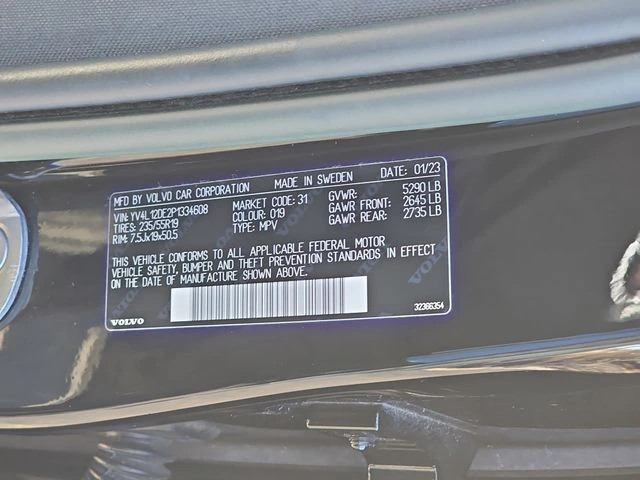 MFD BY VOLVO CAR CORPORATION MADE IN SWEDEN DATE: 01/23
VIN: YV4L12DE2P1334608 MARKET CODE: 31 GVWR: 5290 LB
TIRES: 235/55R19 COLOUR: 019 GAWR FRONT: 2645 LB
RIM: 7.5Jx19x50.5 TYPE: MPV GAWR REAR: 2735 LB
THIS VEHICLE CONFORMS TO ALL APPLICABLE FEDERAL MOTOR
VEHICLE SAFETY, BUMPER AND THEFT PREVENTION STANDARDS IN EFFECT
ON THE DATE OF MANUFACTURE SHOWN ABOVE.
VOLVO 32366354